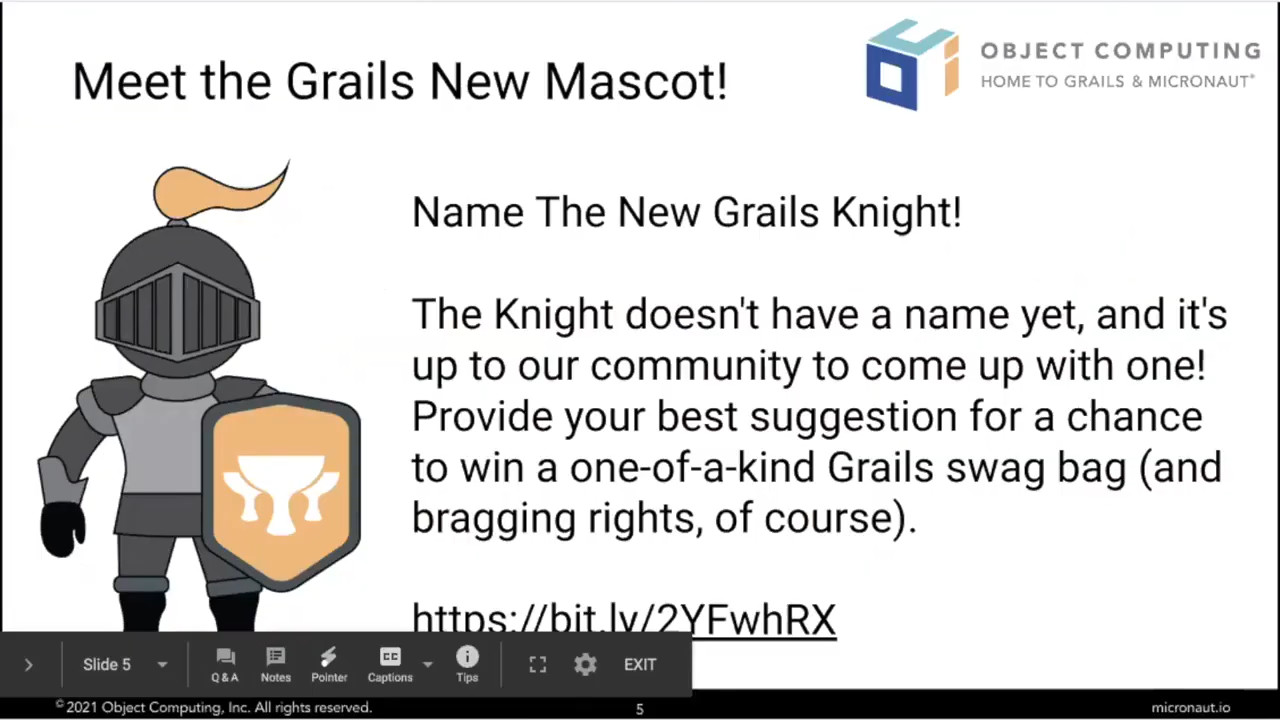 Meet the Grails New Mascot!
OBJECT COMPUTING
HOME TO GRAILS & MICRONAUT®
Name The New Grails Knight!
The Knight doesn't have a name yet, and it's
up to our community to come up with one!
Provide your best suggestion for a chance
to win a one-of-a-kind Grails swag bag (and
bragging rights, of course).
https://bit.ly/2YFwhRX
Slide 5
Q & A
Notes
Pointer
CC
Captions
Tips
EXIT
© 2021 Object Computing, Inc. All rights reserved.
5
micronaut.io